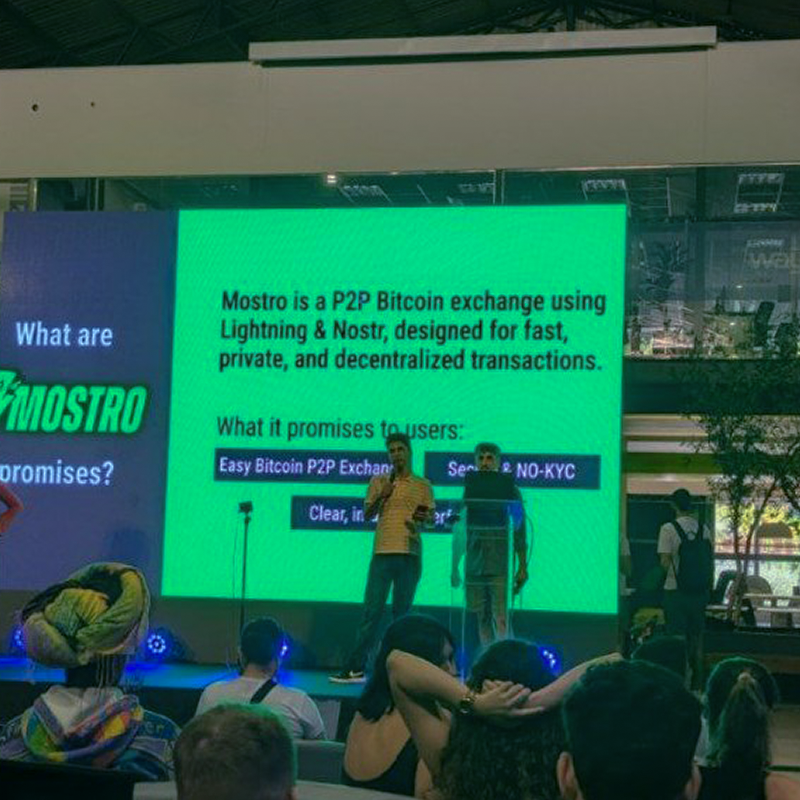 What are
MOSTRO
promises?
Mostro is a P2P Bitcoin exchange using
Lightning & Nostr, designed for fast,
private, and decentralized transactions.
What it promises to users:
Easy Bitcoin P2P
& NO-KYC
Clear,